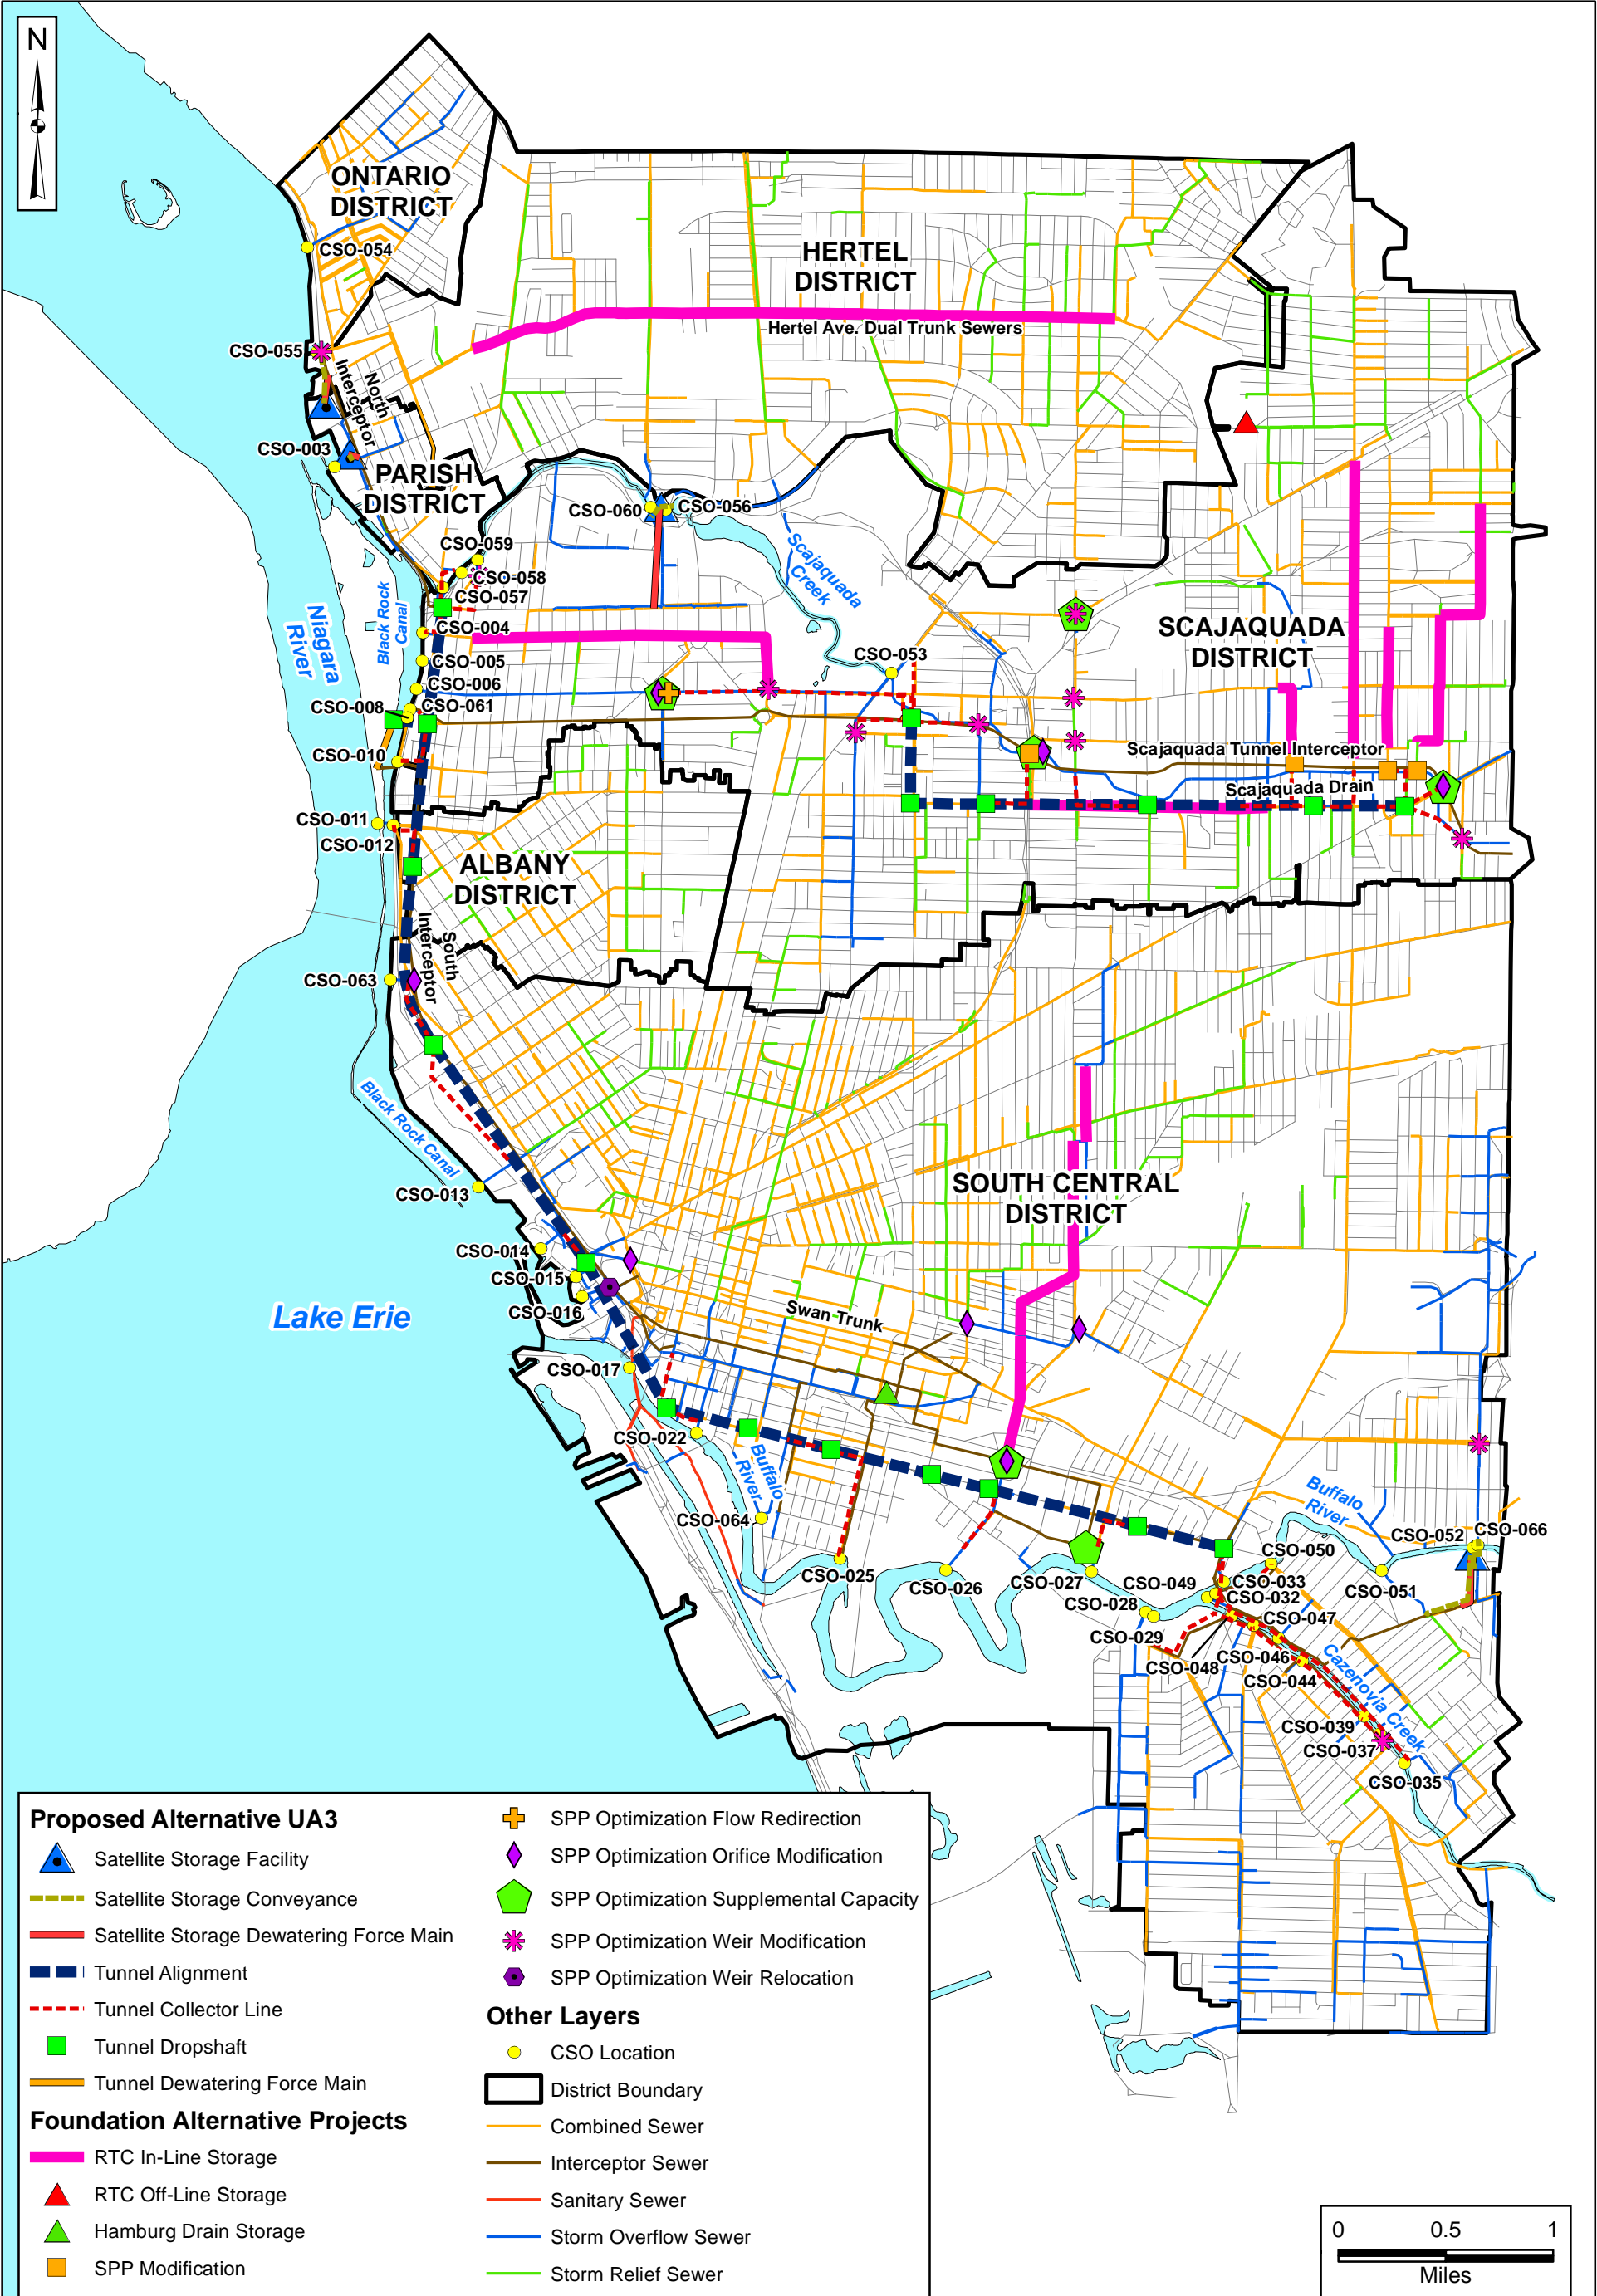 N
ONTARIO
DISTRICT
CSO-054
HERTEL
DISTRICT
Hertel Ave. Dual Trunk Sewers
CSO-055
North
Interceptor
CSO-003
PARISH
DISTRICT
CSO-060
CSO-056
CSO-059
CSO-058
CSO-057
Scajaquada
Creek
Niagara
River
Black Rock
Canal
CSO-004
CSO-005
CSO-006
CSO-061
CSO-008
CSO-010
CSO-053
SCAJAQUADA
DISTRICT
Scajaquada Tunnel Interceptor
Scajaquada Drain
CSO-011
CSO-012
ALBANY
DISTRICT
South
Interceptor
CSO-063
Black Rock Canal
CSO-013
SOUTH CENTRAL
DISTRICT
CSO-014
CSO-015
CSO-016
Lake Erie
Swan Trunk
CSO-017
CSO-022
Buffalo
River
CSO-064
CSO-025
CSO-026
CSO-027
CSO-028
CSO-029
CSO-049
CSO-050
CSO-033
CSO-032
CSO-047
CSO-048
CSO-046
CSO-044
Buffalo
River
CSO-052
CSO-066
CSO-051
Cazenovia Creek
CSO-039
CSO-037
CSO-035
Proposed Alternative UA3
Satellite Storage Facility
Satellite Storage Conveyance
Satellite Storage Dewatering Force Main
Tunnel Alignment
Tunnel Collector Line
Tunnel Dropshaft
Tunnel Dewatering Force Main
Foundation Alternative Projects
RTC In-Line Storage
RTC Off-Line Storage
Hamburg Drain Storage
SPP Modification
SPP Optimization Flow Redirection
SPP Optimization Orifice Modification
SPP Optimization Supplemental Capacity
SPP Optimization Weir Modification
SPP Optimization Weir Relocation
Other Layers
CSO Location
District Boundary
Combined Sewer
Interceptor Sewer
Sanitary Sewer
Storm Overflow Sewer
Storm Relief Sewer
0 0.5 1
Miles